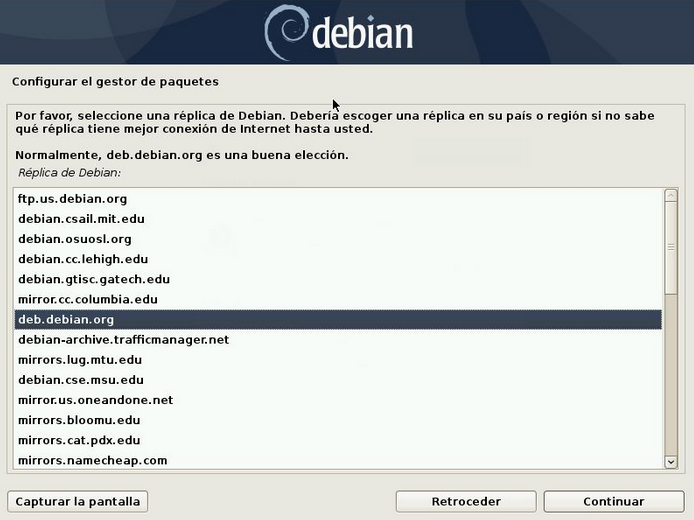 debian
Configurar el gestor de paquetes
Por favor, seleccione una réplica de Debian. Debería escoger una réplica en su país o región si no sabe
qué réplica tiene mejor conexión de Internet hasta usted.
Normalmente, deb.debian.org es una buena elección.
Réplica de Debian:
ftp.us.debian.org
debian.csail.mit.edu
debian.osuosl.org
debian.cc.lehigh.edu
debian.gtisc.gatech.edu
mirror.cc.columbia.edu
deb.debian.org
debian-archive.trafficmanager.net
mirrors.lug.mtu.edu
debian.cse.msu.edu
mirror.us.oneandone.net
mirrors.bloomu.edu
mirrors.cat.pdx.edu
mirrors.namecheap.com
Capturar la pantalla
Retroceder
Continuar